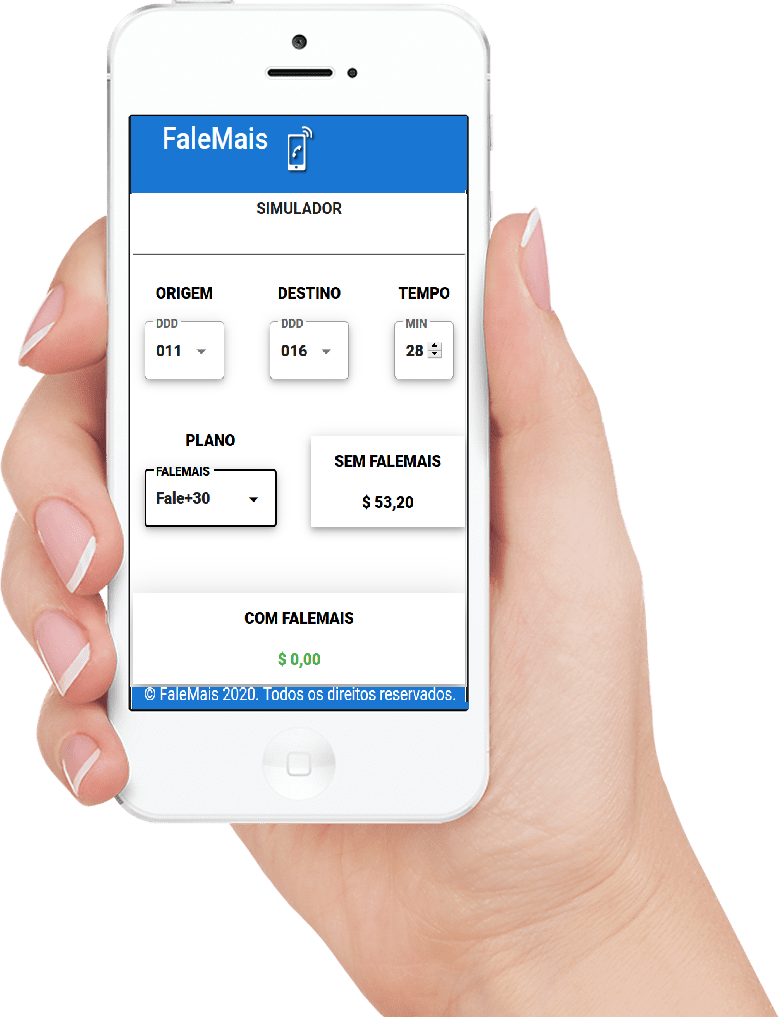 FaleMais
SIMULADOR
ORIGEM DESTINO TEMPO
DDD DDD MIN
011 016 28
PLANO
FALEMAIS
Fale+30
SEM FALEMAIS
$ 53,20
COM FALEMAIS
$ 0,00
© FaleMais 2020. Todos os direitos reservados.